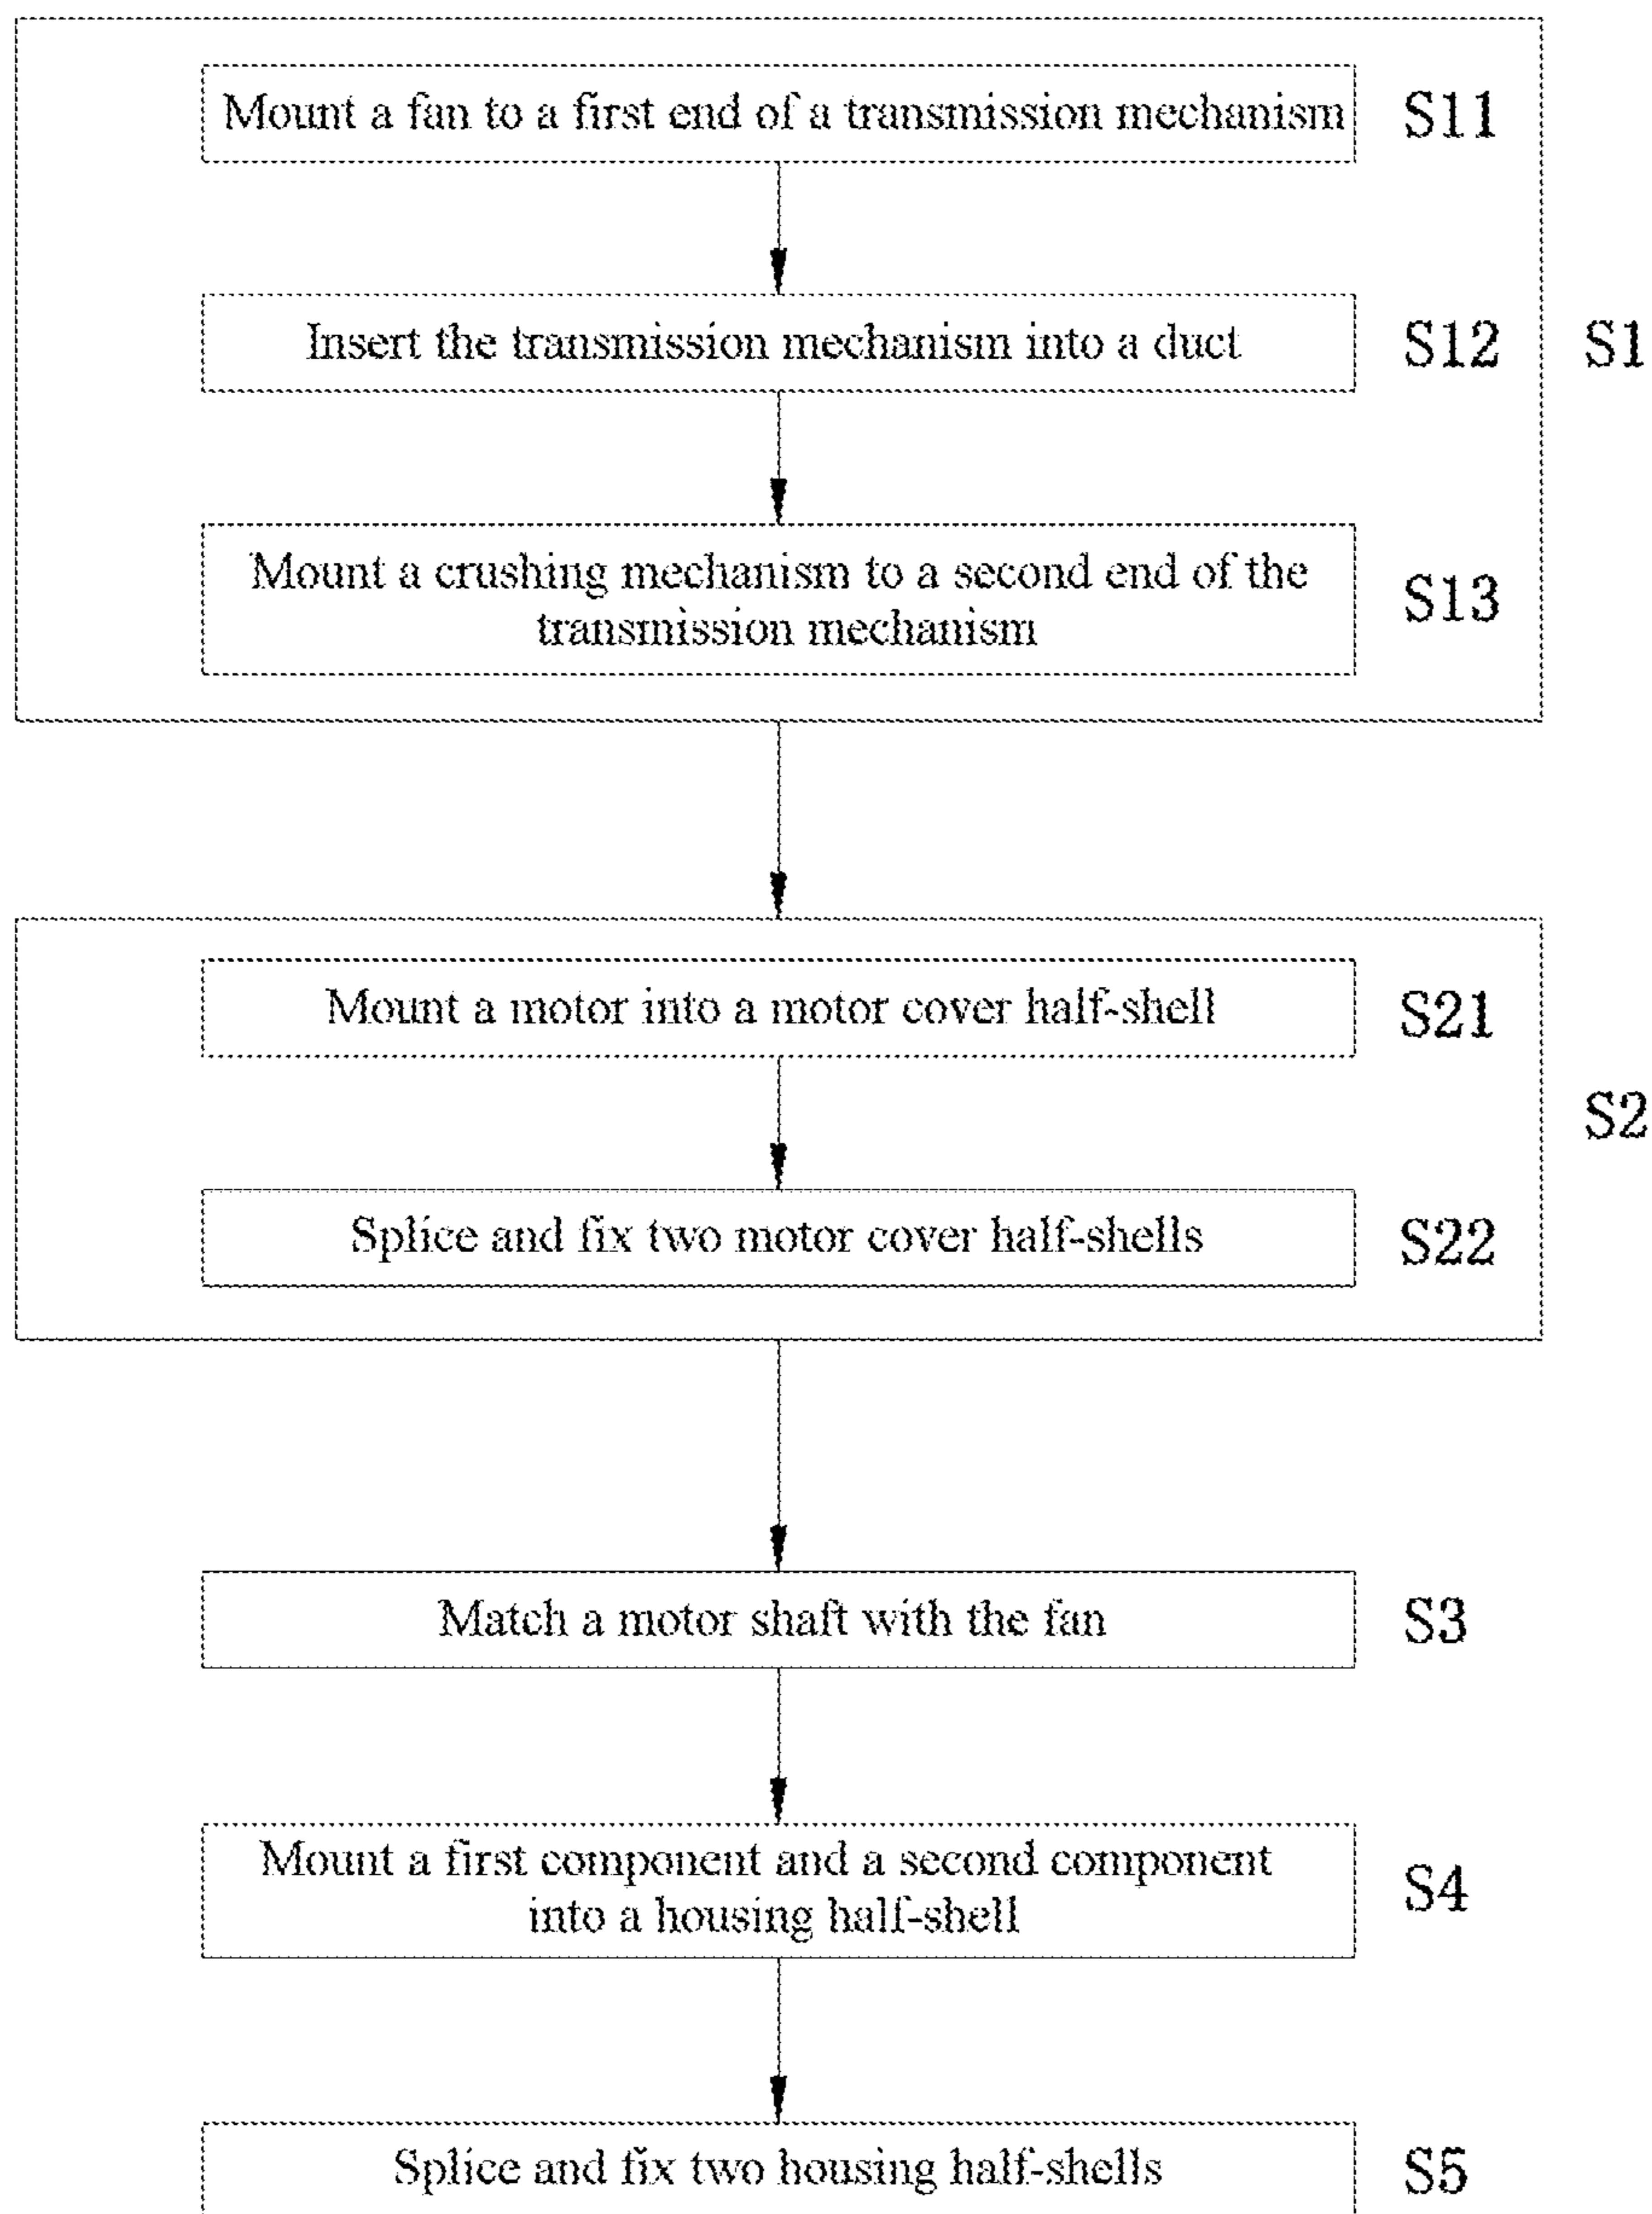 Mount a fan to a first end of a transmission mechanism
S11
Insert the transmission mechanism into a duct
S12
S1
Mount a crushing mechanism to a second end of the
transmission mechanism
S13
Mount a motor into a motor cover half-shell
S21
S2
Splice and fix two motor cover half-shells
S22
Match a motor shaft with the fan
S3
Mount a first component and a second component
into a housing half-shell
S4
Splice and fix two housing half-shells
S5